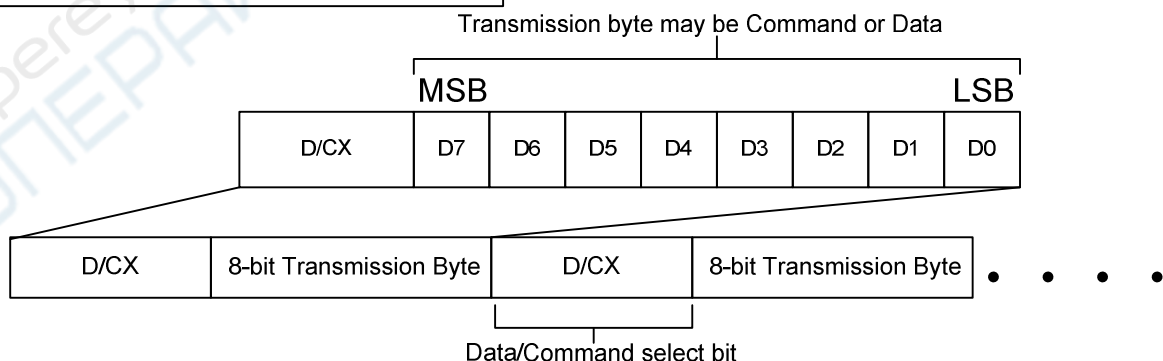 Transmission byte may be Command or Data
MSB LSB
D/CX D7 D6 D5 D4 D3 D2 D1 D0
D/CX 8-bit Transmission Byte D/CX 8-bit Transmission Byte
Data/Command select bit